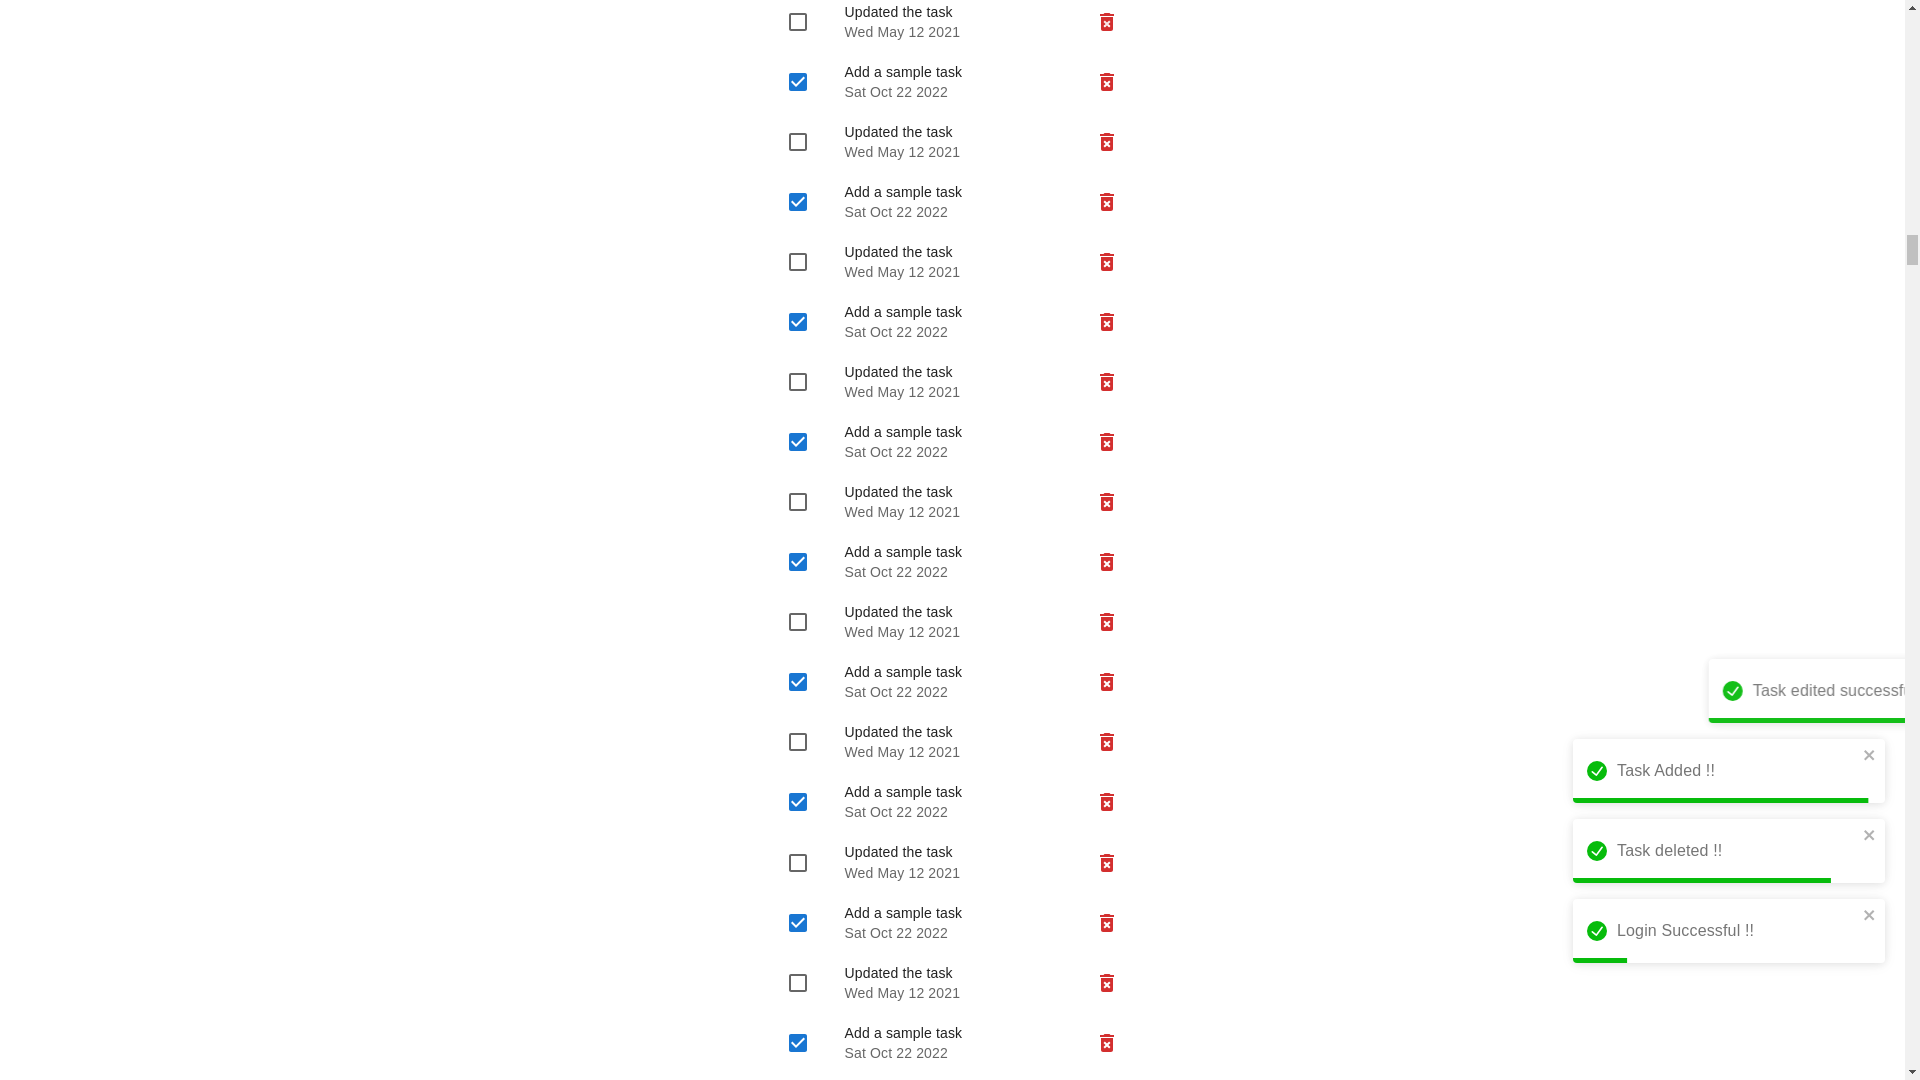 Updated the task
Wed May 12 2021
Add a sample task
Sat Oct 22 2022
Updated the task
Wed May 12 2021
Add a sample task
Sat Oct 22 2022
Updated the task
Wed May 12 2021
Add a sample task
Sat Oct 22 2022
Updated the task
Wed May 12 2021
Add a sample task
Sat Oct 22 2022
Updated the task
Wed May 12 2021
Add a sample task
Sat Oct 22 2022
Updated the task
Wed May 12 2021
Add a sample task
Sat Oct 22 2022
Updated the task
Wed May 12 2021
Add a sample task
Sat Oct 22 2022
Updated the task
Wed May 12 2021
Add a sample task
Sat Oct 22 2022
Updated the task
Wed May 12 2021
Add a sample task
Sat Oct 22 2022
Task edited
Task Added !!
Task deleted !!
Login Successful !!